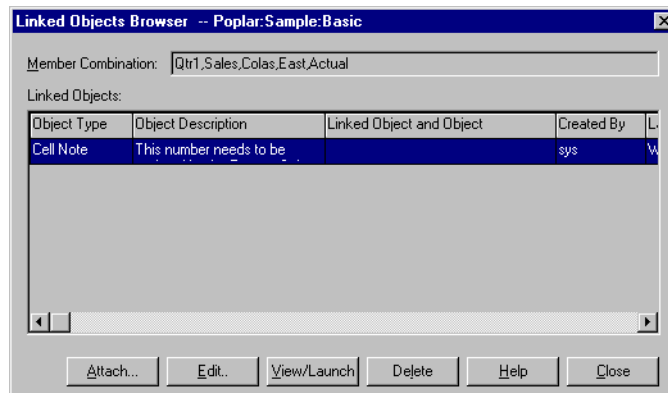 Linked Objects Browser -- Poplar:Sample:Basic
Member Combination: Qtr1,Sales,Colas,East,Actual
Linked Objects:
Object Type Object Description Linked Object and Object Created By
Cell Note This number needs to be sys W
Attach... Edit.. View/Launch Delete Help Close